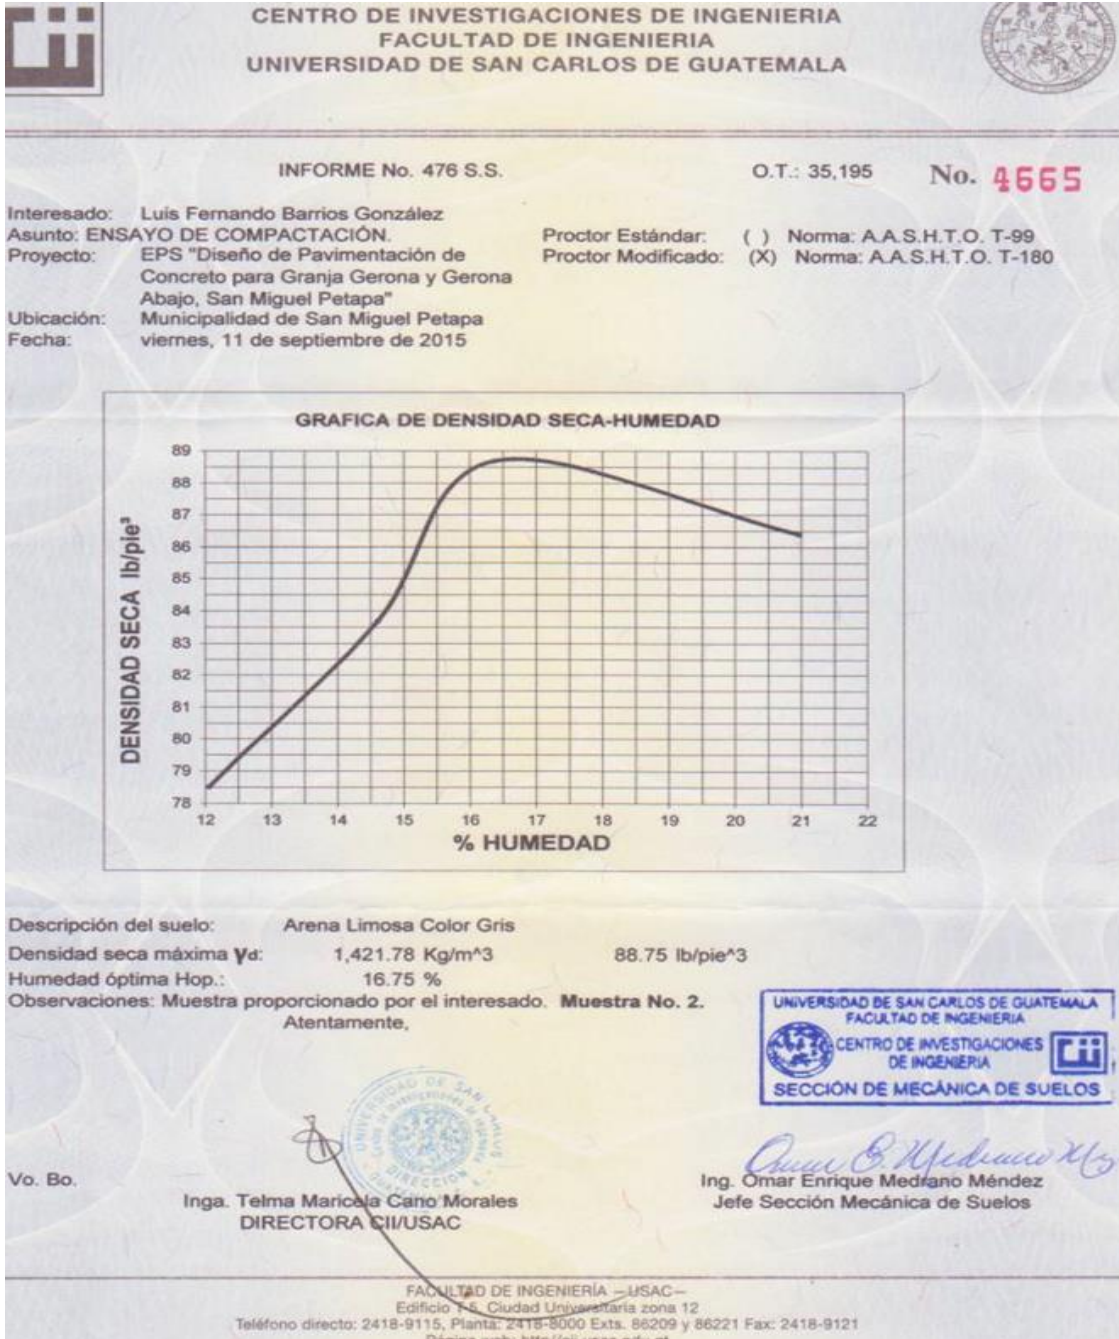 CENTRO DE INVESTIGACIONES DE INGENIERIA
FACULTAD DE INGENIERIA
UNIVERSIDAD DE SAN CARLOS DE GUATEMALA
INFORME No. 476 S.S. O.T.: 35,195 No. 4665
Interesado: Luis Fernando Barrios González
Asunto: ENSAYO DE COMPACTACIÓN. Proctor Estándar: ( ) Norma: A.A.S.H.T.O. T-99
Proyecto: EPS "Diseño de Pavimentación de Proctor Modificado: (X) Norma: A.A.S.H.T.O. T-180
Concreto para Granja Gerona y Gerona
Abajo, San Miguel Petapa"
Ubicación: Municipalidad de San Miguel Petapa
Fecha: viernes, 11 de septiembre de 2015
GRAFICA DE DENSIDAD SECA-HUMEDAD
DENSIDAD SECA lb/pie³
89
88
87
86
85
84
83
82
81
80
79
78
12 13 14 15 16 17 18 19 20 21 22
% HUMEDAD
Descripción del suelo: Arena Limosa Color Gris
Densidad seca máxima γd: 1,421.78 Kg/m^3 88.75 lb/pie^3
Humedad óptima Hop.: 16.75 %
Observaciones: Muestra proporcionado por el interesado. Muestra No. 2.
Atentamente,
UNIVERSIDAD DE SAN CARLOS DE GUATEMALA
FACULTAD DE INGENIERIA
CENTRO DE INVESTIGACIONES
DE INGENIERIA
SECCIÓN DE MECÁNICA DE SUELOS
DIRECCION
Vo. Bo.
Inga. Telma Maricela Cano Morales
DIRECTORA CII/USAC
Ing. Omar Enrique Medrano Méndez
Jefe Sección Mecánica de Suelos
FACULTAD DE INGENIERÍA —USAC—
Edificio T-5, Ciudad Universitaria zona 12
Teléfono directo: 2418-9115, Planta: 2418-8000 Exts. 86209 y 86221 Fax: 2418-9121